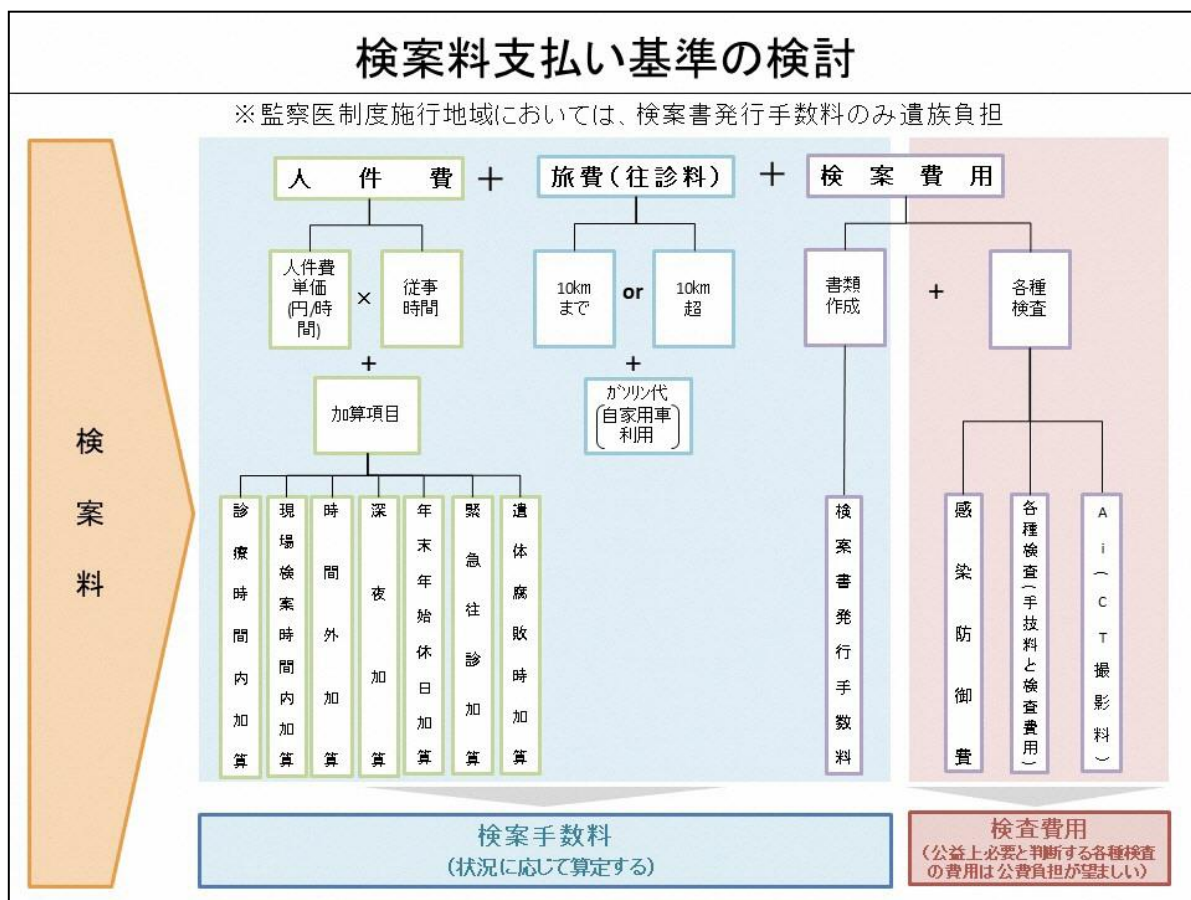 検案料支払い基準の検討
※監察医制度施行地域においては、検案書発行手数料のみ遺族負担
検案料
人件費
＋
旅費(往診料)
＋
検案費用
人件費
単価
(円/時
間)
×
従事
時間
10km
まで
or
10km
超
書類
作成
+
各種
検査
+
加算項目
+
ガソリン代
(自家用車
利用)
診療時間内加算
現場検案時間内加算
時間外加算
深夜加算
年末年始休日加算
緊急往診加算
遺体腐敗時加算
検案書発行手数料
感染防御費
各種検査(手技料と検査費用)
Ai(CT撮影料)
検案手数料
(状況に応じて算定する)
検査費用
(公益上必要と判断する各種検査
の費用は公費負担が望ましい)